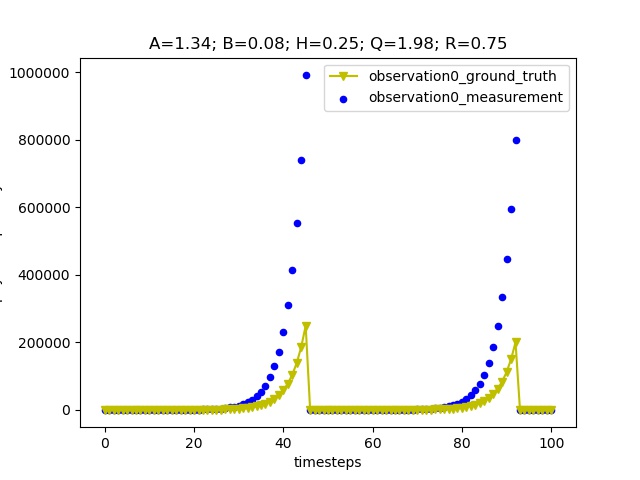 A=1.34; B=0.08; H=0.25; Q=1.98; R=0.75
observation0_ground_truth
observation0_measurement
1000000
800000
600000
400000
200000
0
0 20 40 60 80 100
timesteps